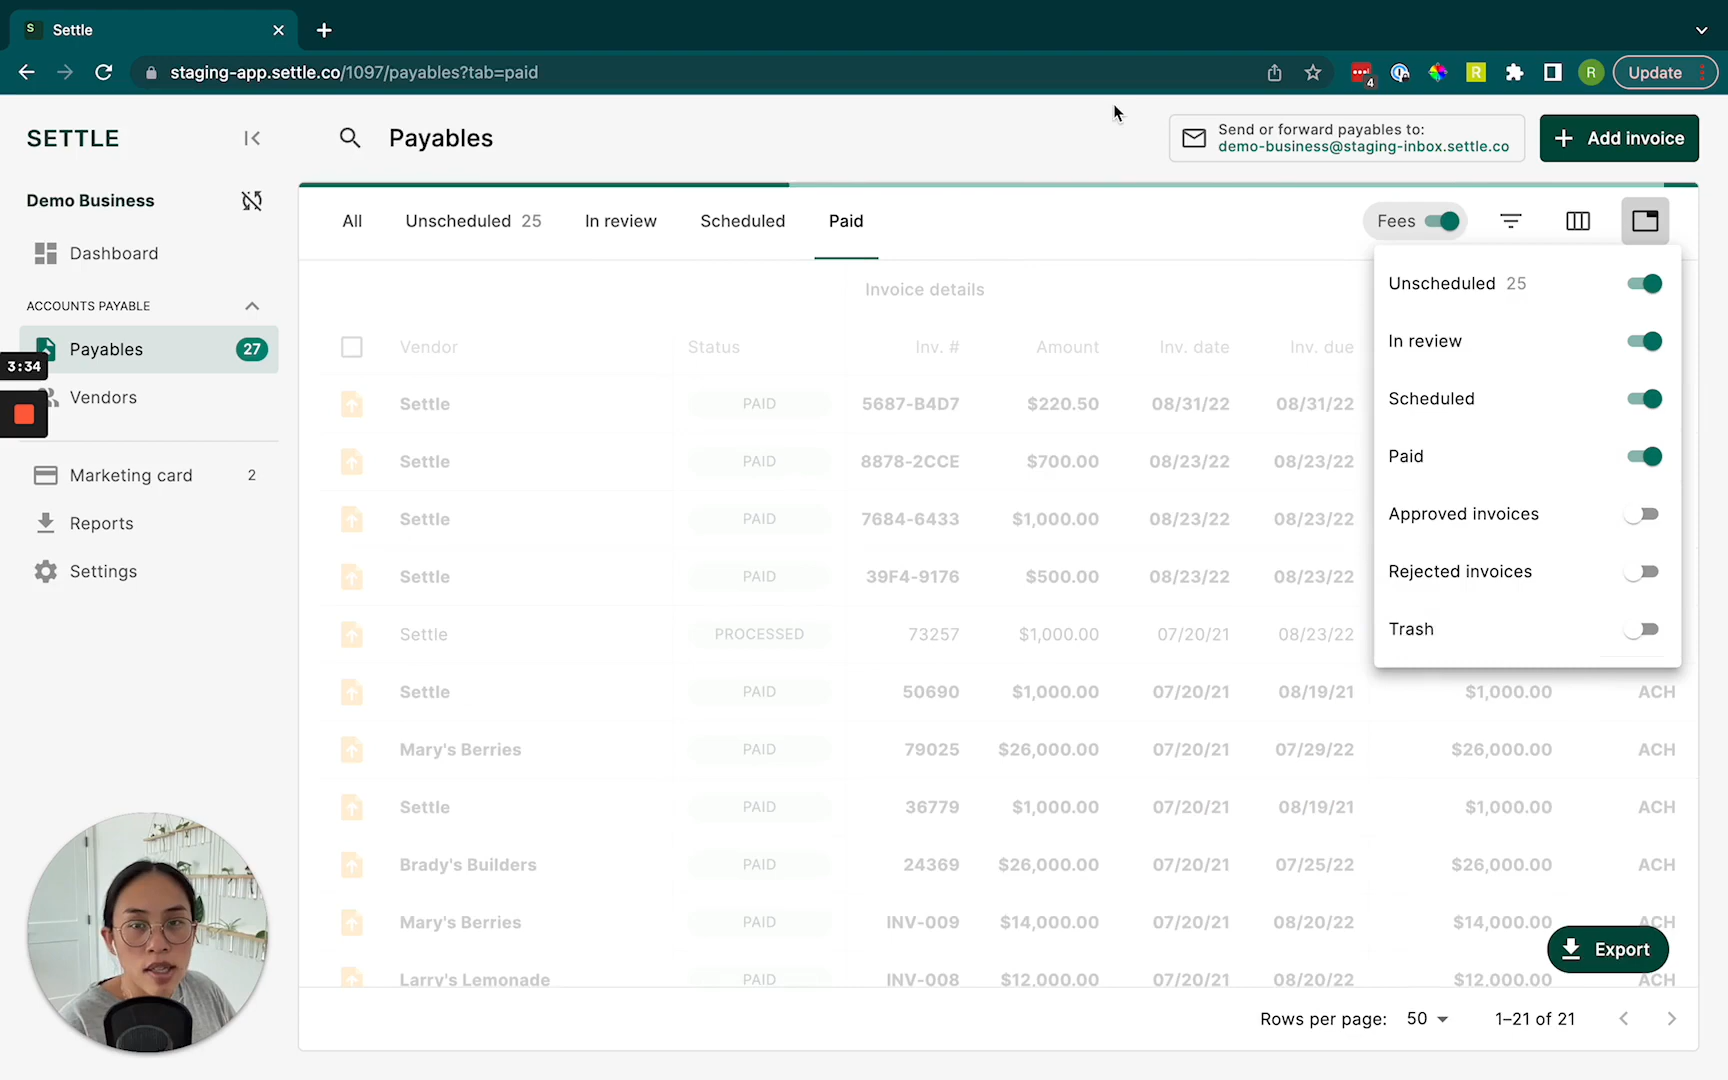 S Settle
staging-app.settle.co/1097/payables?tab=paid
4
R
R
Update
SETTLE
Payables
Send or forward payables to:
demo-business@staging-inbox.settle.co
Add invoice
Demo Business
Dashboard
ACCOUNTS PAYABLE
Payables 27
3:34
Vendors
Marketing card 2
Reports
Settings
All Unscheduled 25 In review Scheduled Paid Fees
Invoice details
Vendor Status Inv. # Amount Inv. date Inv. due
Settle PAID 5687-B4D7 $220.50 08/31/22 08/31/22
Settle PAID 8878-2CCE $700.00 08/23/22 08/23/22
Settle PAID 7684-6433 $1,000.00 08/23/22 08/23/22
Settle PAID 39F4-9176 $500.00 08/23/22 08/23/22
Settle PROCESSED 73257 $1,000.00 07/20/21 08/23/22
Settle PAID 50690 $1,000.00 07/20/21 08/19/21 $1,000.00 ACH
Mary's Berries PAID 79025 $26,000.00 07/20/21 07/29/22 $26,000.00 ACH
Settle PAID 36779 $1,000.00 07/20/21 08/19/21 $1,000.00 ACH
Brady's Builders PAID 24369 $26,000.00 07/20/21 07/25/22 $26,000.00 ACH
Mary's Berries PAID INV-009 $14,000.00 07/20/21 08/20/22 $14,000.00 ACH
Larry's Lemonade PAID INV-008 $12,000.00 07/20/21 08/20/22 $12,000.00 ACH
Unscheduled 25
In review
Scheduled
Paid
Approved invoices
Rejected invoices
Trash
Export
Rows per page: 50 1–21 of 21